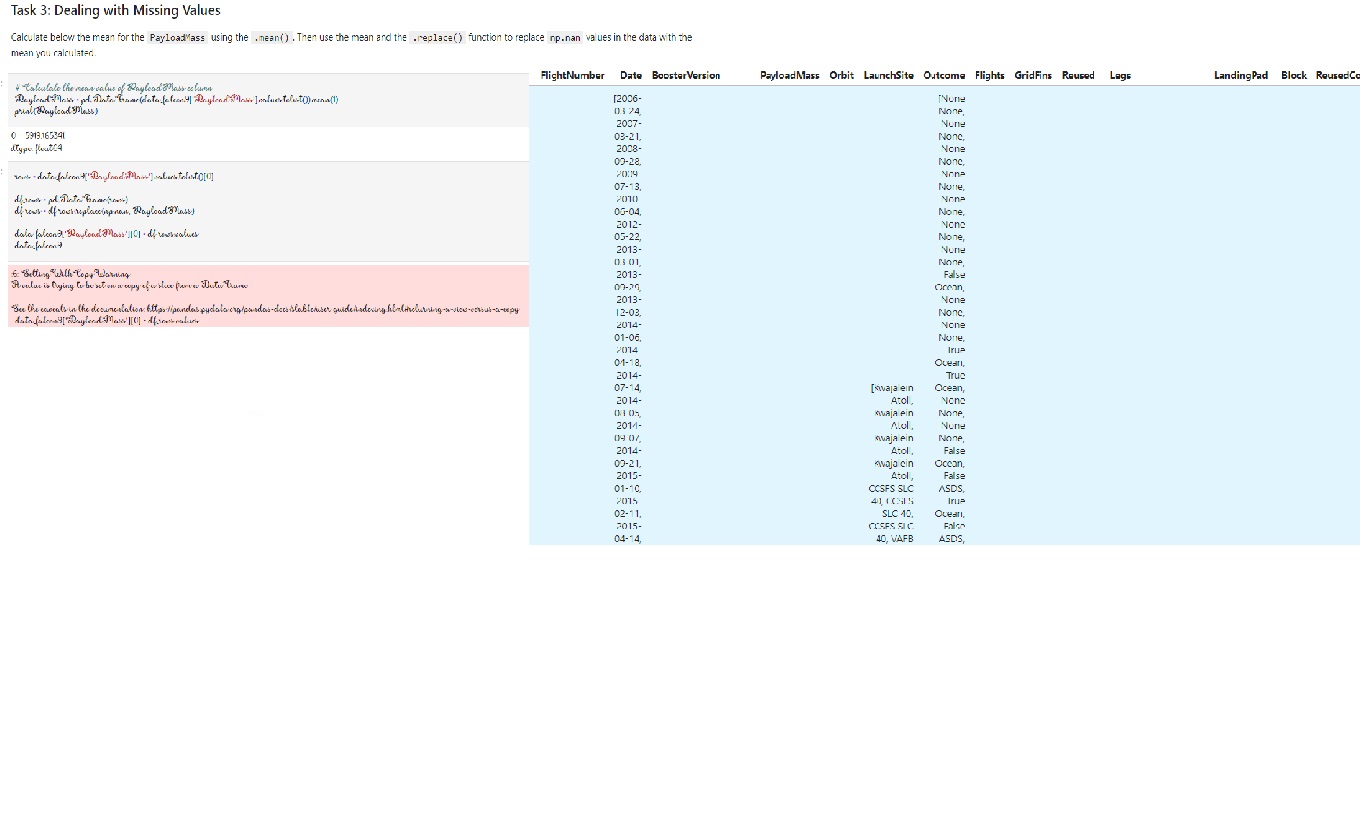 Task 3: Dealing with Missing Values
Calculate below the mean for the PayloadMass using the .mean(). Then use the mean and the .replace() function to replace np.nan values in the data with the
mean you calculated.
# Calculate the mean value of PayloadMass column
PayloadMass = pd.DataFrame(data_falcon9['PayloadMass'].values.tolist()).mean(1)
print(PayloadMass)
0 5919.165341
dtype: float64
rows = data_falcon9['PayloadMass'].values.tolist()[0]
df_rows = pd.DataFrame(rows)
df_rows = df_rows.replace(np.nan, PayloadMass)
data_falcon9['PayloadMass'][0] = df_rows.values
data_falcon9
:6: SettingWithCopyWarning:
A value is trying to be set on a copy of a slice from a DataFrame
See the caveats in the documentation: https://pandas.pydata.org/pandas-docs/stable/user_guide/indexing.html#returning-a-view-versus-a-copy
data_falcon9['PayloadMass'][0] = df_rows.values
FlightNumber Date BoosterVersion PayloadMass Orbit LaunchSite Outcome Flights GridFins Reused Legs LandingPad Block ReusedCo
[2006- [None
03-24, None,
2007- None
03-21, None,
2008- None
09-28, None,
2009- None
07-13, None,
2010- None
06-04, None,
2012- None
05-22, None,
2013- None
03-01, None,
2013- False
09-29, Ocean,
2013- None
12-03, None,
2014- None
01-06, None,
2014- True
04-18, Ocean,
2014- True
07-14, [Kwajalein Ocean,
2014- Atoll, None
08-05, Kwajalein None,
2014- Atoll, None
09-07, Kwajalein None,
2014- Atoll, False
09-21, Kwajalein Ocean,
2015- Atoll, False
01-10, CCSFS SLC ASDS,
2015- 40, CCSFS True
02-11, SLC 40, Ocean,
2015- CCSFS SLC False
04-14, 40, VAFB ASDS,